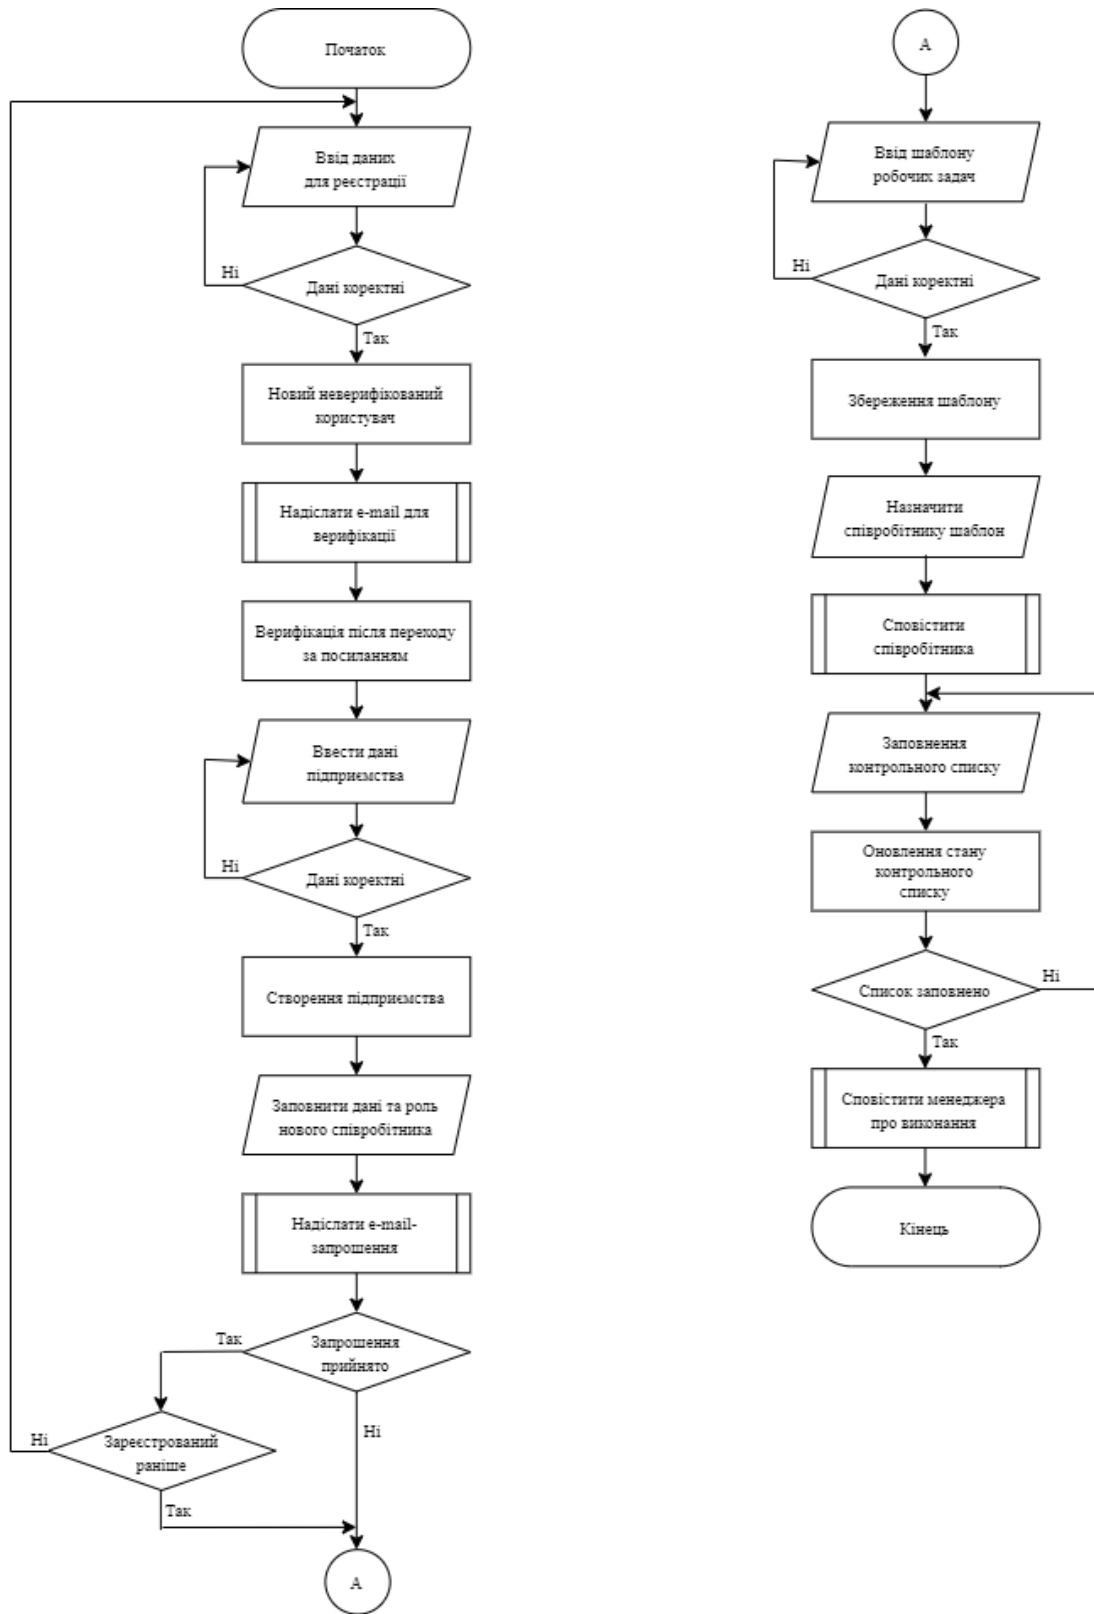 Початок
Ввід даних
для реєстрації
Ні
Дані коректні
Так
Новий неверифікований
користувач
Надіслати e-mail для
верифікації
Верифікація після переходу
за посиланням
Ввести дані
підприємства
Ні
Дані коректні
Так
Створення підприємства
Заповнити дані та роль
нового співробітника
Надіслати e-mail-
запрошення
Так
Запрошення
прийнято
Ні
Ні
Зареєстрований
раніше
Так
А
А
Ввід шаблону
робочих задач
Ні
Дані коректні
Так
Збереження шаблону
Назначити
співробітнику шаблон
Сповістити
співробітника
Заповнення
контрольного списку
Оновлення стану
контрольного
списку
Ні
Список заповнено
Так
Сповістити менеджера
про виконання
Кінець